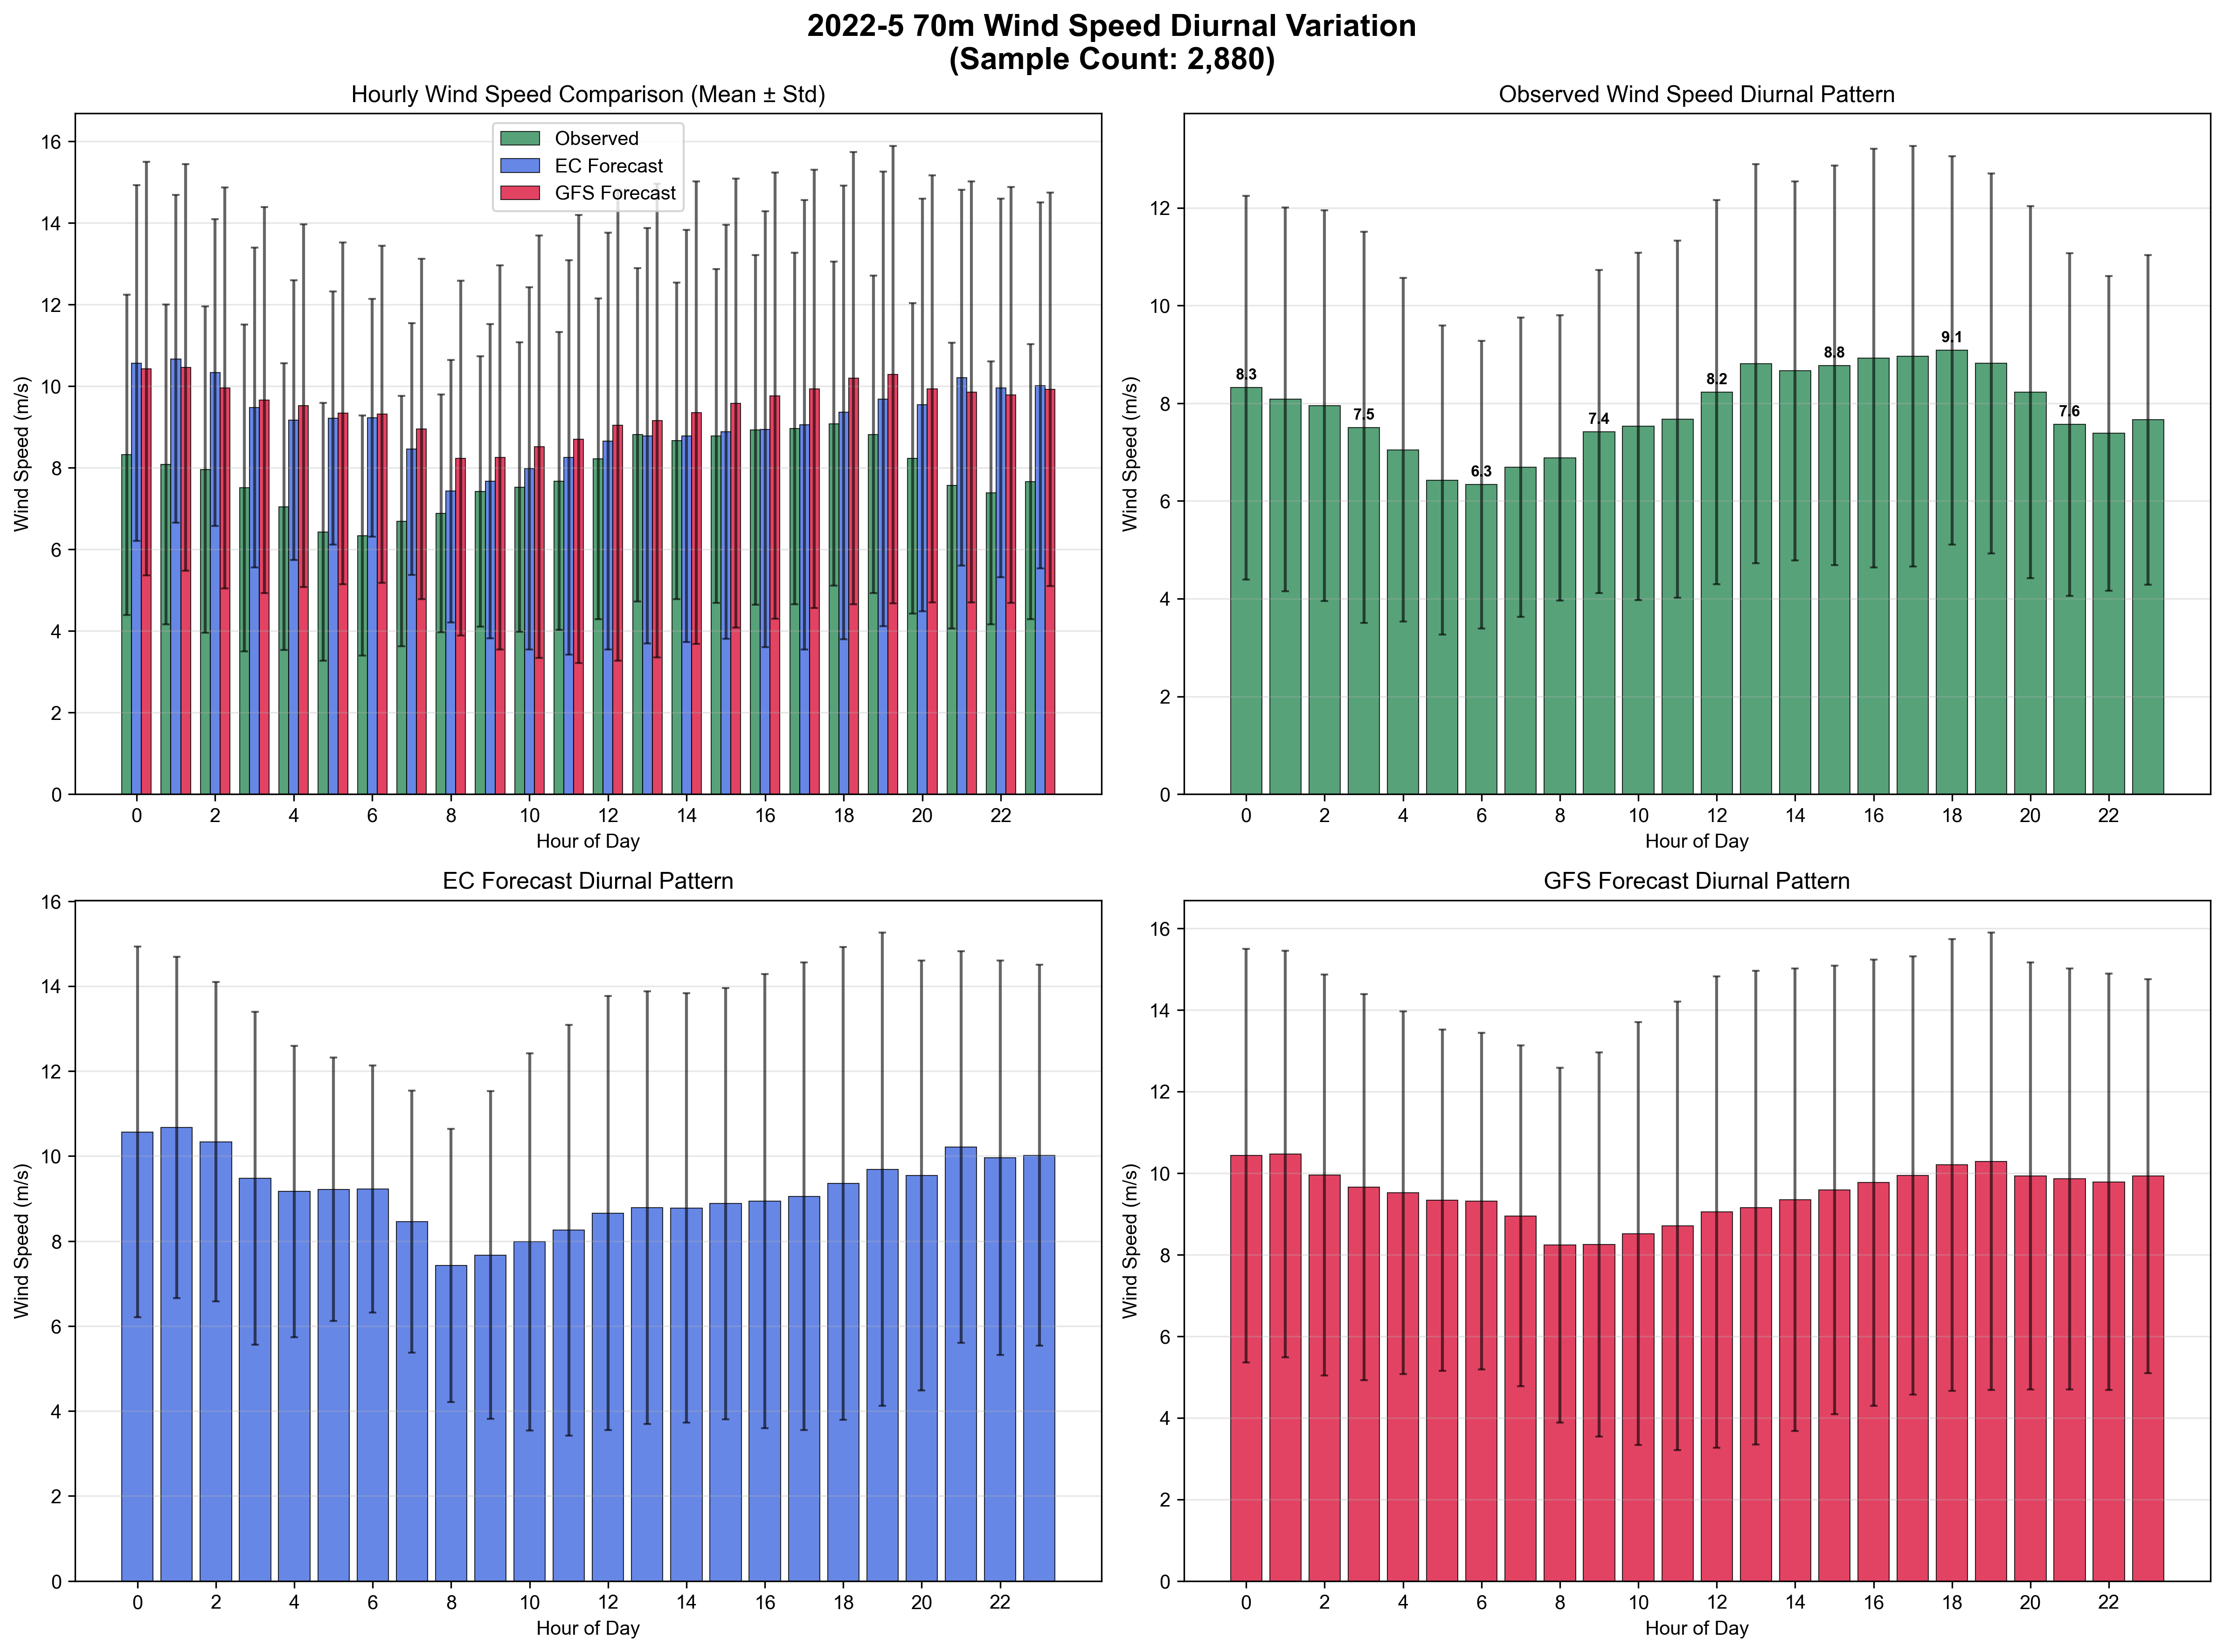 2022-5 70m Wind Speed Diurnal Variation
(Sample Count: 2,880)
Hourly Wind Speed Comparison (Mean ± Std)
Wind Speed (m/s)
16
14
12
10
8
6
4
2
0
Observed
EC Forecast
GFS Forecast
0 2 4 6 8 10 12 14 16 18 20 22
Hour of Day
Observed Wind Speed Diurnal Pattern
Wind Speed (m/s)
12
10
8
6
4
2
0
8.3
7.5
6.3
7.4
8.2
8.8
9.1
7.6
0 2 4 6 8 10 12 14 16 18 20 22
Hour of Day
EC Forecast Diurnal Pattern
Wind Speed (m/s)
16
14
12
10
8
6
4
2
0
0 2 4 6 8 10 12 14 16 18 20 22
Hour of Day
GFS Forecast Diurnal Pattern
Wind Speed (m/s)
16
14
12
10
8
6
4
2
0
0 2 4 6 8 10 12 14 16 18 20 22
Hour of Day